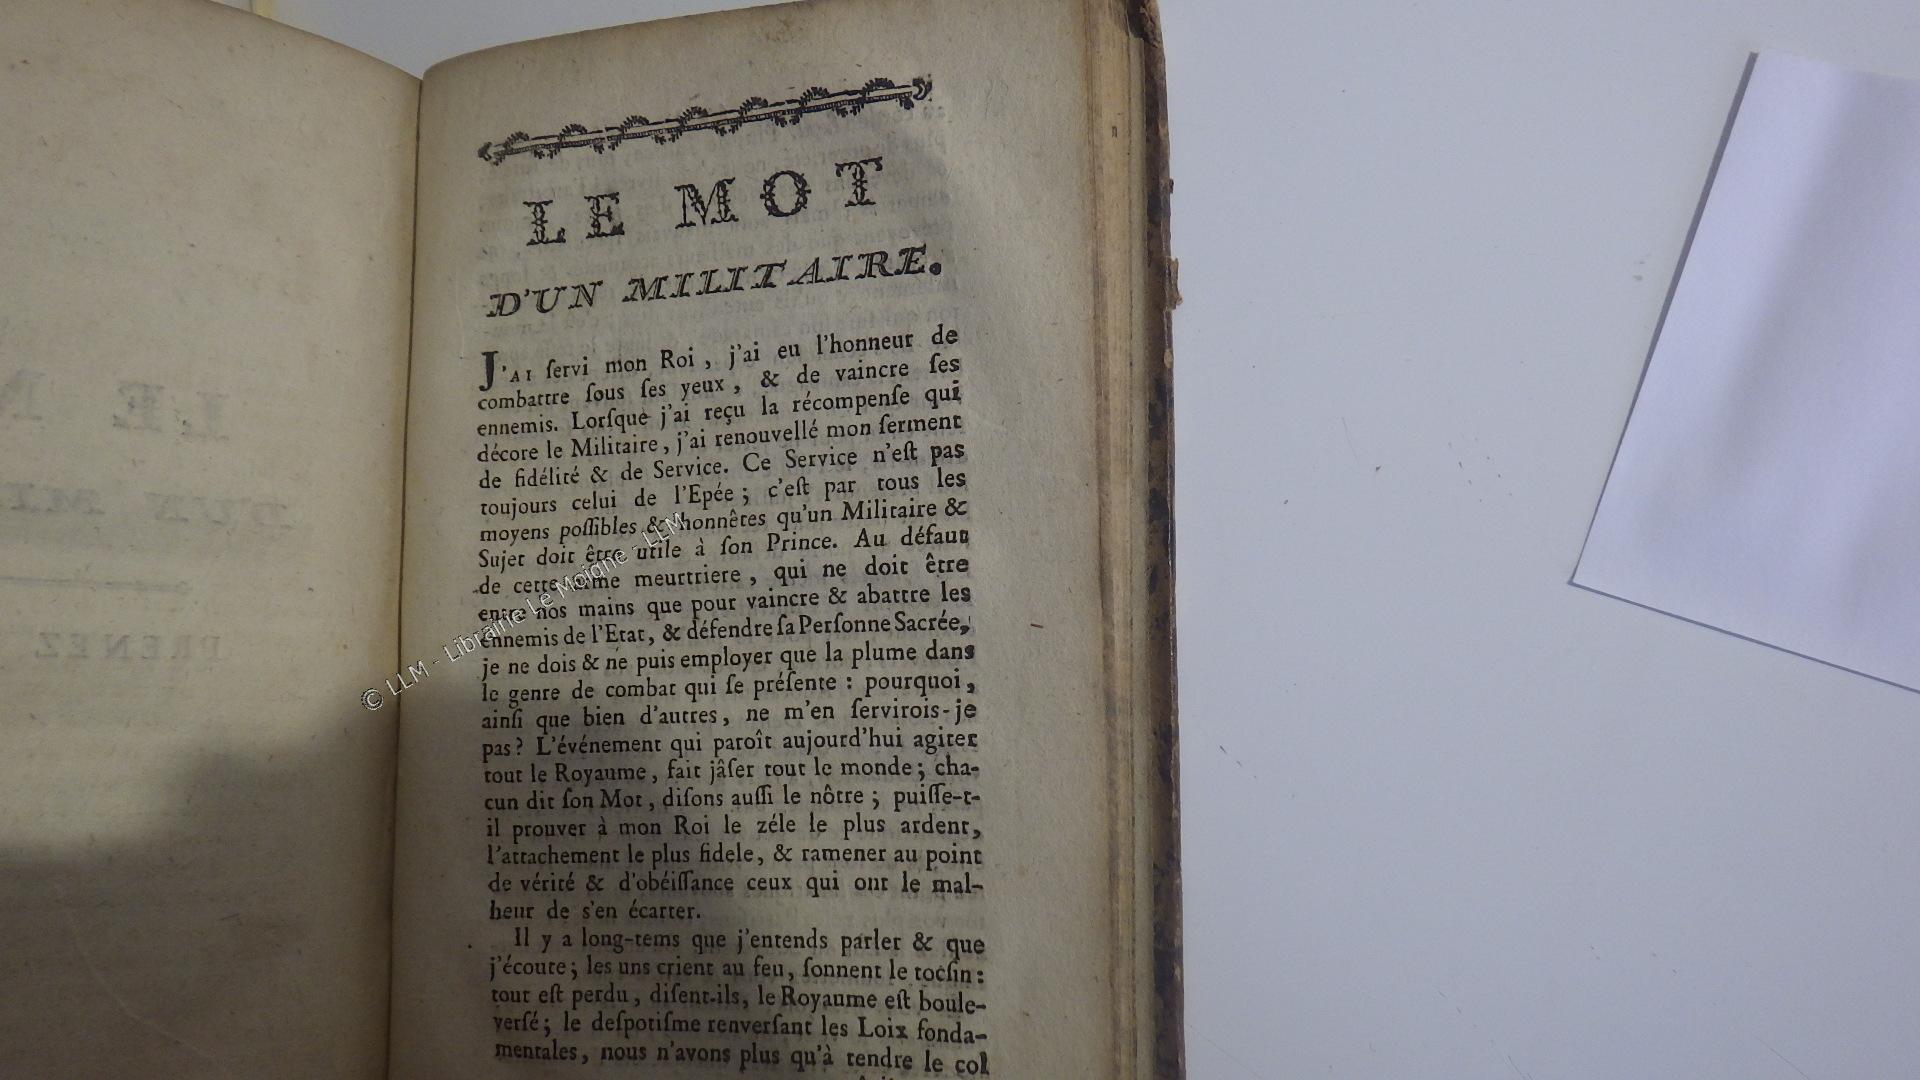 LE MOT
D'UN MILITAIRE.
J'AI ſervi mon Roi, j'ai eu l'honneur de
combattre ſous ſes yeux, & de vaincre ſes
ennemis. Lorſque j'ai reçu la récompenſe qui
décore le Militaire, j'ai renouvellé mon ſerment
de fidélité & de Service. Ce Service n'eſt pas
toujours celui de l'Epée; c'eſt par tous les
moyens poſſibles & honnêtes qu'un Militaire &
Sujet doit être utile à ſon Prince. Au défaut
de cette arme meurtriere, qui ne doit être
entre nos mains que pour vaincre & abattre les
ennemis de l'Etat, & défendre ſa Perſonne Sacrée,
je ne dois & ne puis employer que la plume dans
le genre de combat qui ſe préſente : pourquoi,
ainſi que bien d'autres, ne m'en ſervirois-je
pas? L'événement qui paroît aujourd'hui agiter
tout le Royaume, fait jâſer tout le monde; cha-
cun dit ſon Mot, diſons auſſi le nôtre; puiſſe-t-
il prouver à mon Roi le zéle le plus ardent,
l'attachement le plus fidele, & ramener au point
de vérité & d'obéiſſance ceux qui ont le mal-
heur de s'en écarter.
Il y a long-tems que j'entends parler & que
j'écoute; les uns crient au feu, ſonnent le tocſin:
tout eſt perdu, diſent-ils, le Royaume eſt boule-
verſé; le deſpotiſme renverſant les Loix fonda-
mentales, nous n'avons plus qu'à tendre le col
© LLM - Librairie Le Moigne - LLM